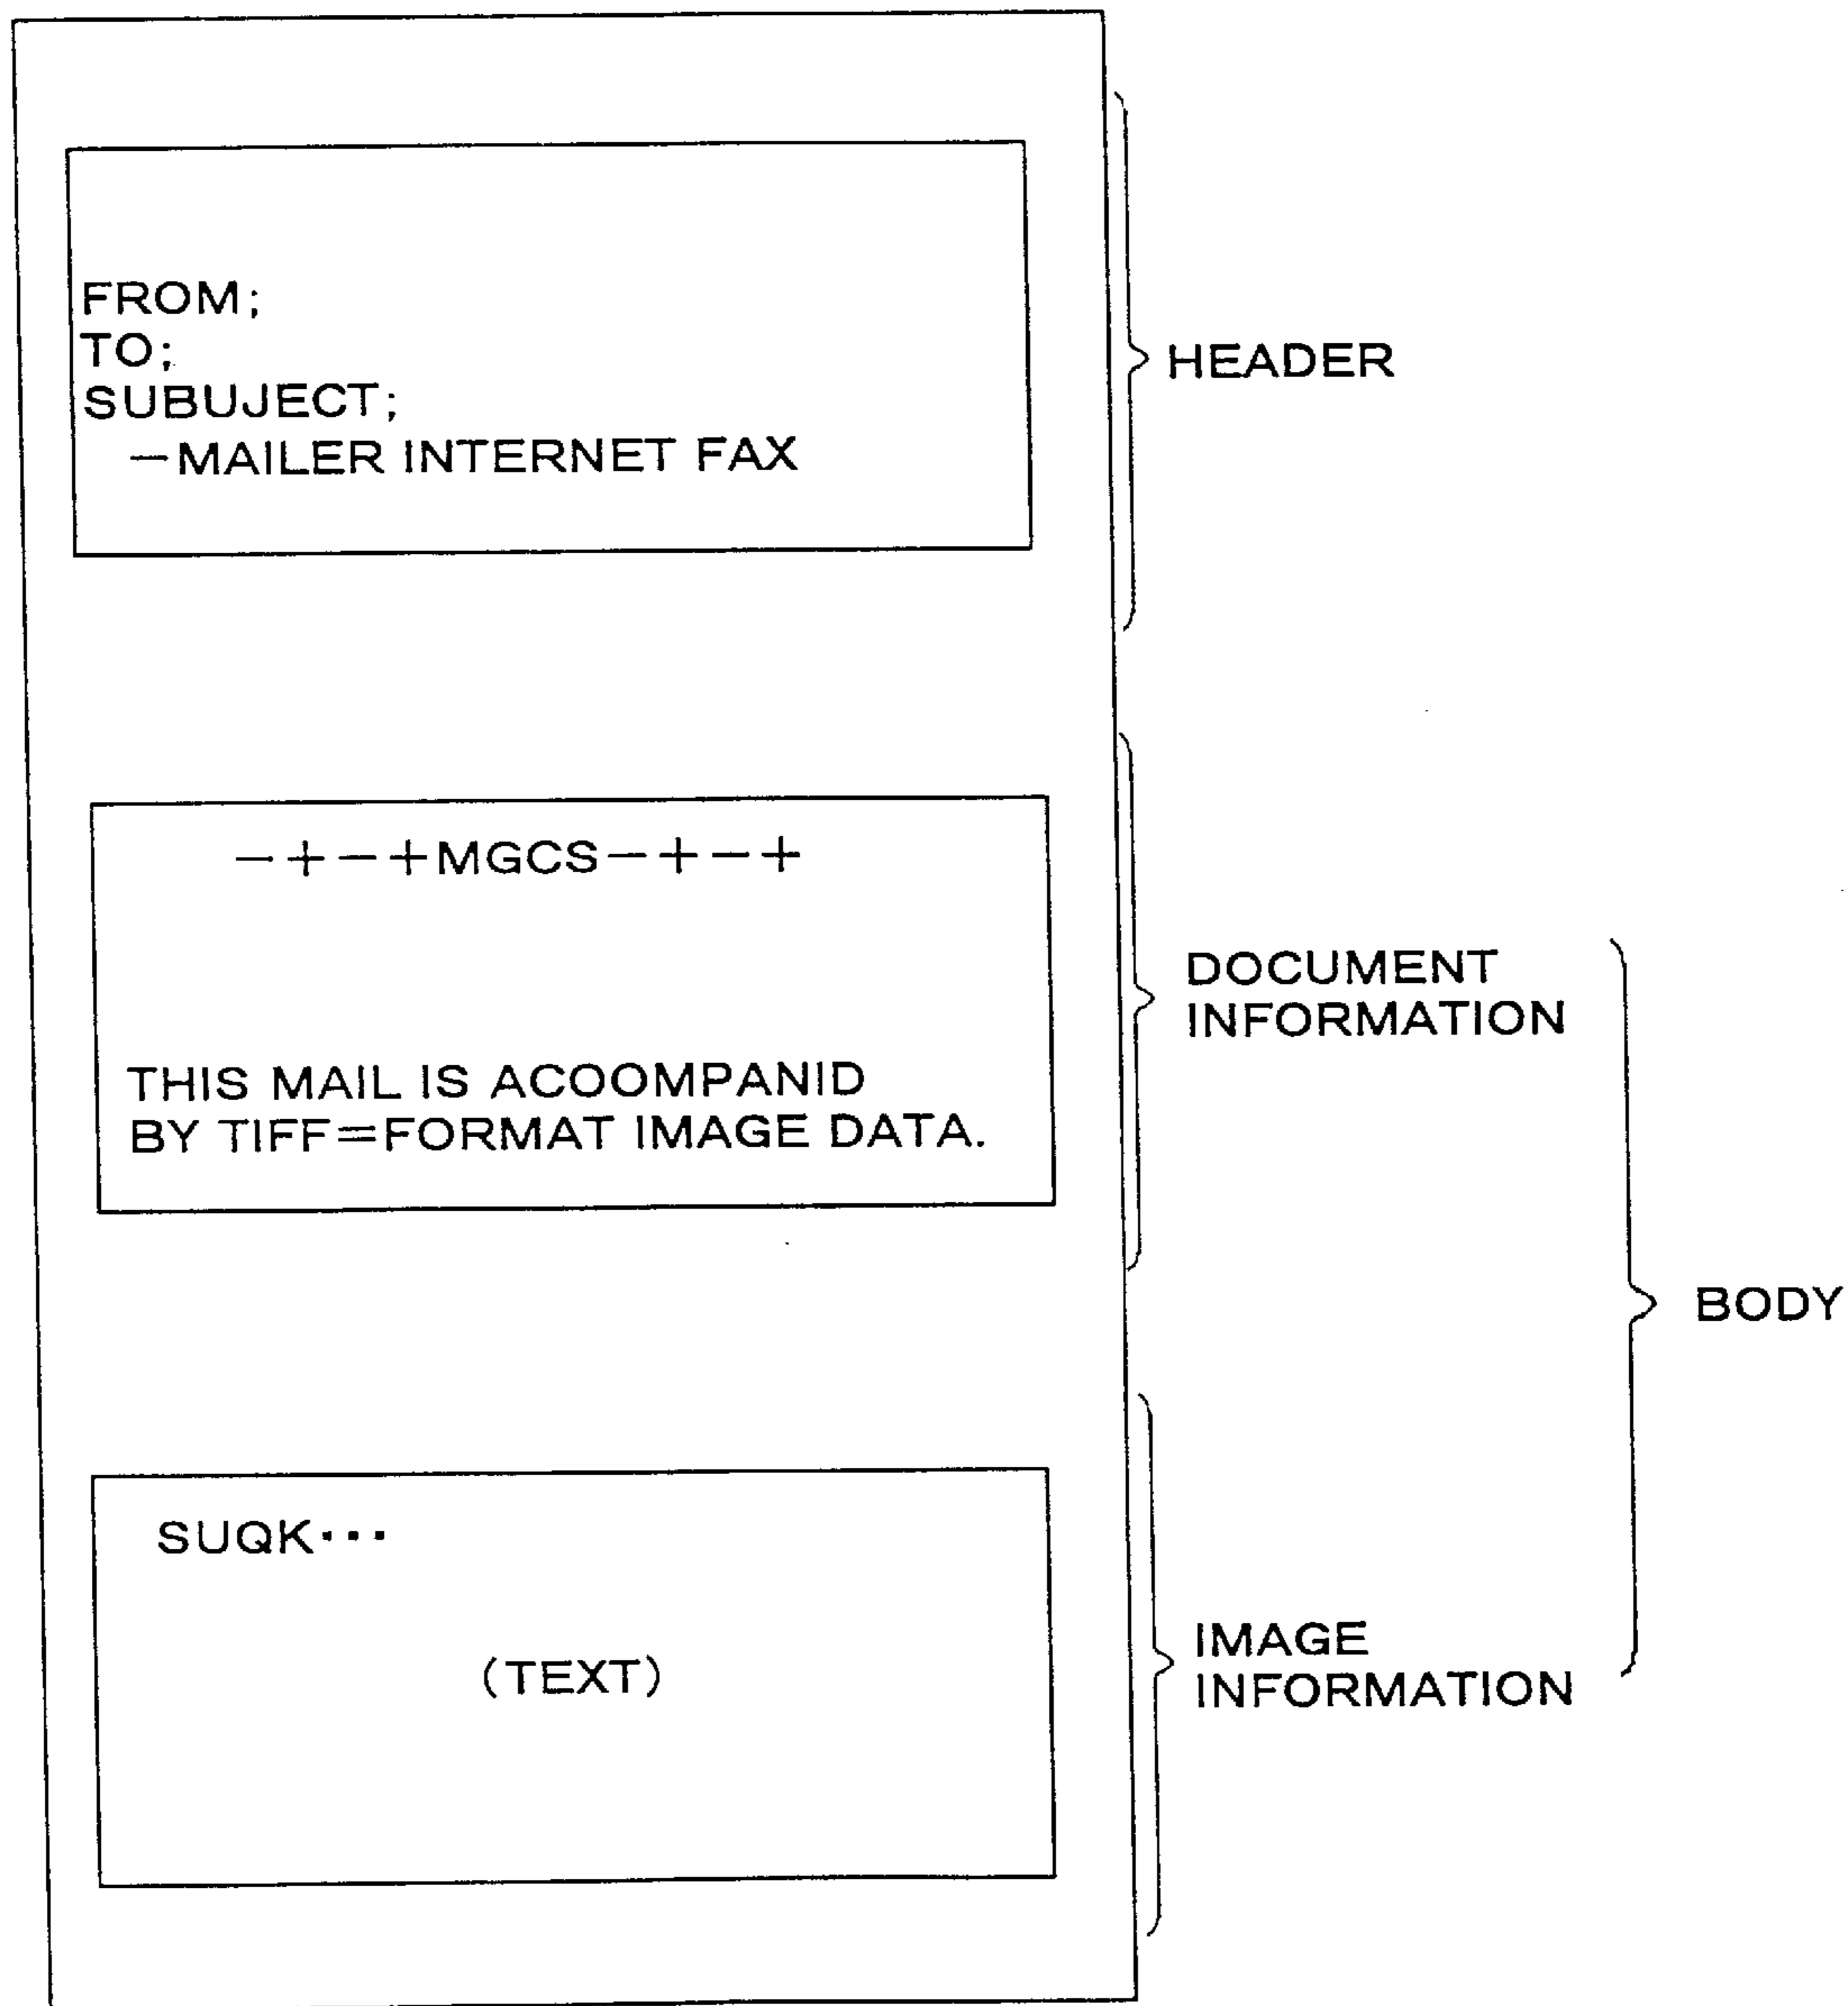 FROM;
TO;
SUBUJECT;
—MAILER INTERNET FAX
HEADER
—+—+MGCS—+—+
THIS MAIL IS ACOOMPANID
BY TIFF=FORMAT IMAGE DATA.
DOCUMENT
INFORMATION
BODY
SUQK···
(TEXT)
IMAGE
INFORMATION